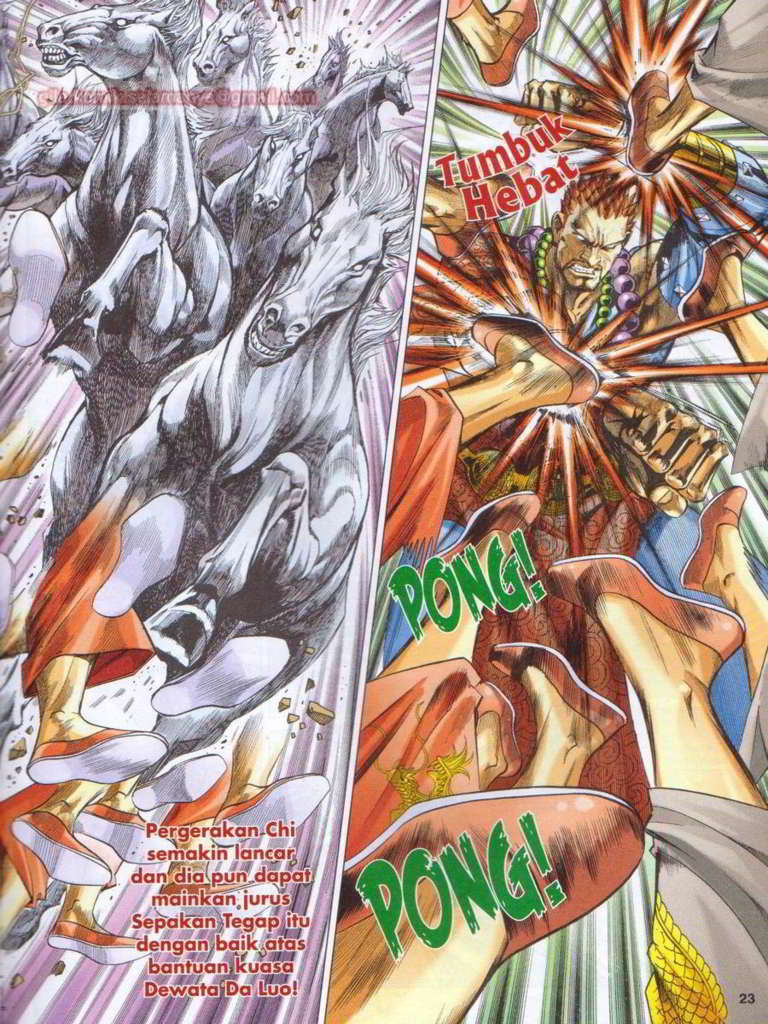 Tumbuk
Hebat
PONG!
PONG!
Pergerakan Chi
semakin lancar
dan dia pun dapat
mainkan jurus
Sepakan Tegap itu
dengan baik atas
bantuan kuasa
Dewata Da Luo!
23